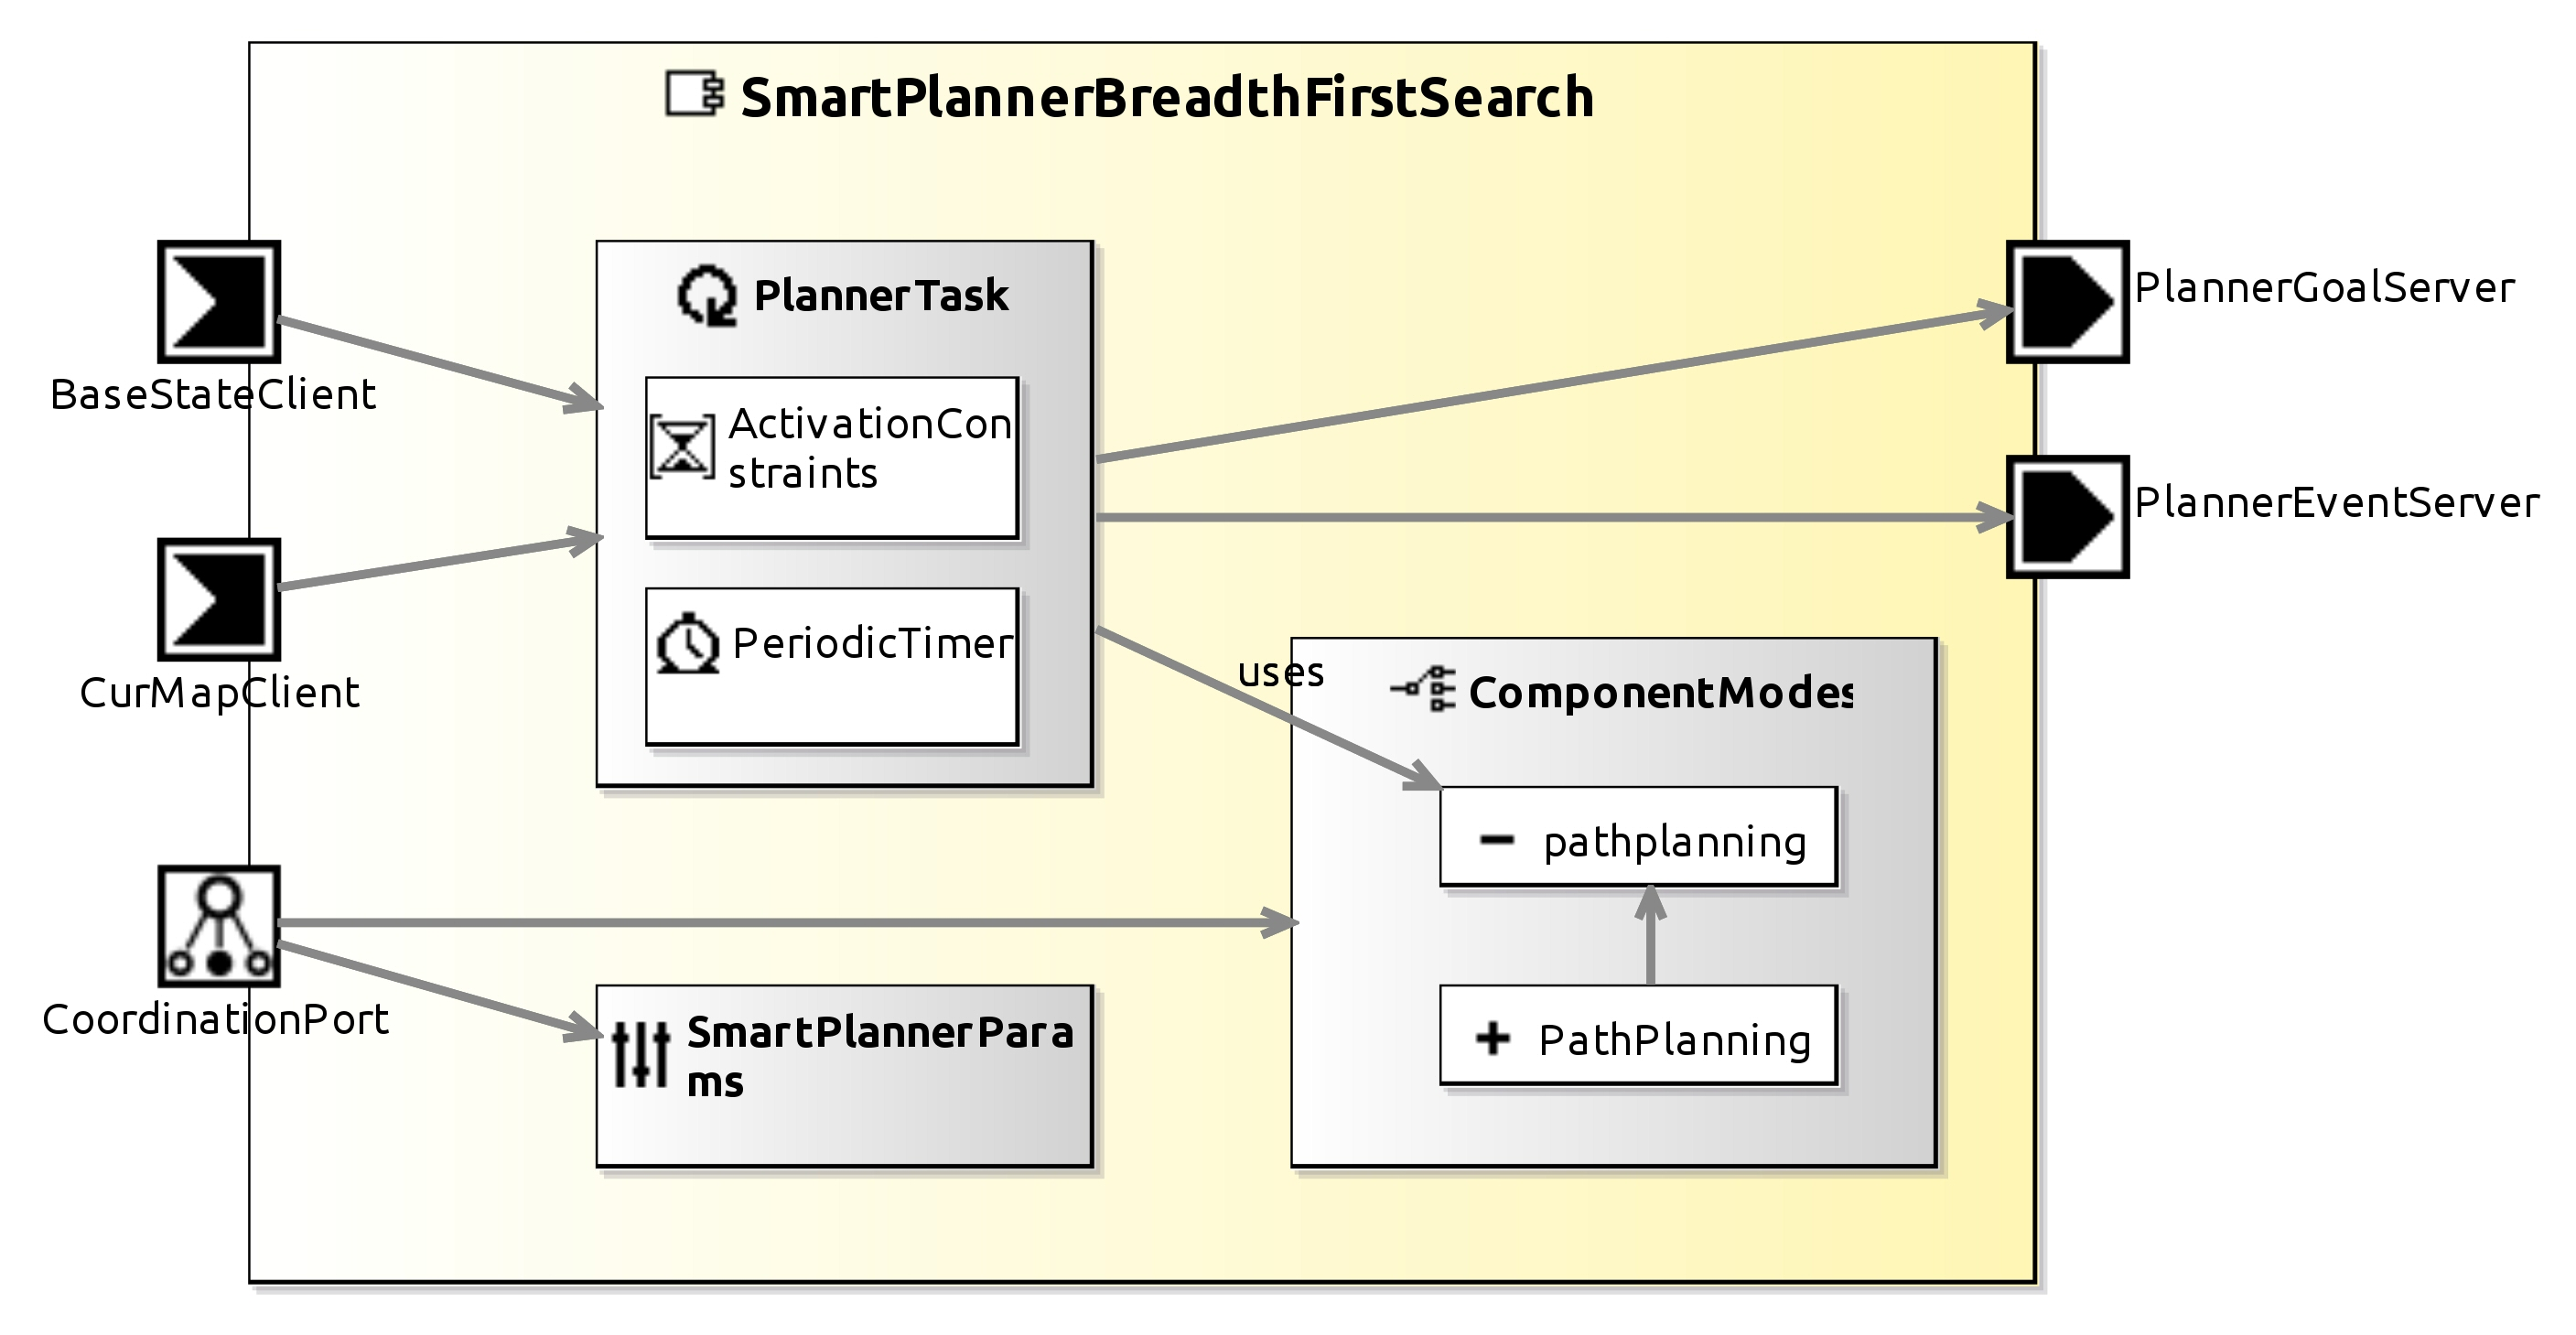 SmartPlannerBreadthFirstSearch
BaseStateClient
CurMapClient
CoordinationPort
PlannerTask
ActivationCon
straints
PeriodicTimer
SmartPlannerPara
ms
uses
ComponentModes
pathplanning
PathPlanning
PlannerGoalServer
PlannerEventServer